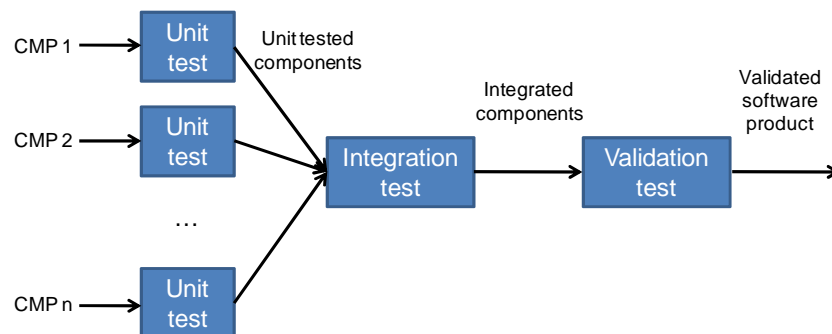 CMP 1
Unit
test
Unit tested
components
CMP 2
Unit
test
Integrated
components
Validated
software
product
Integration
test
Validation
test
...
CMP n
Unit
test